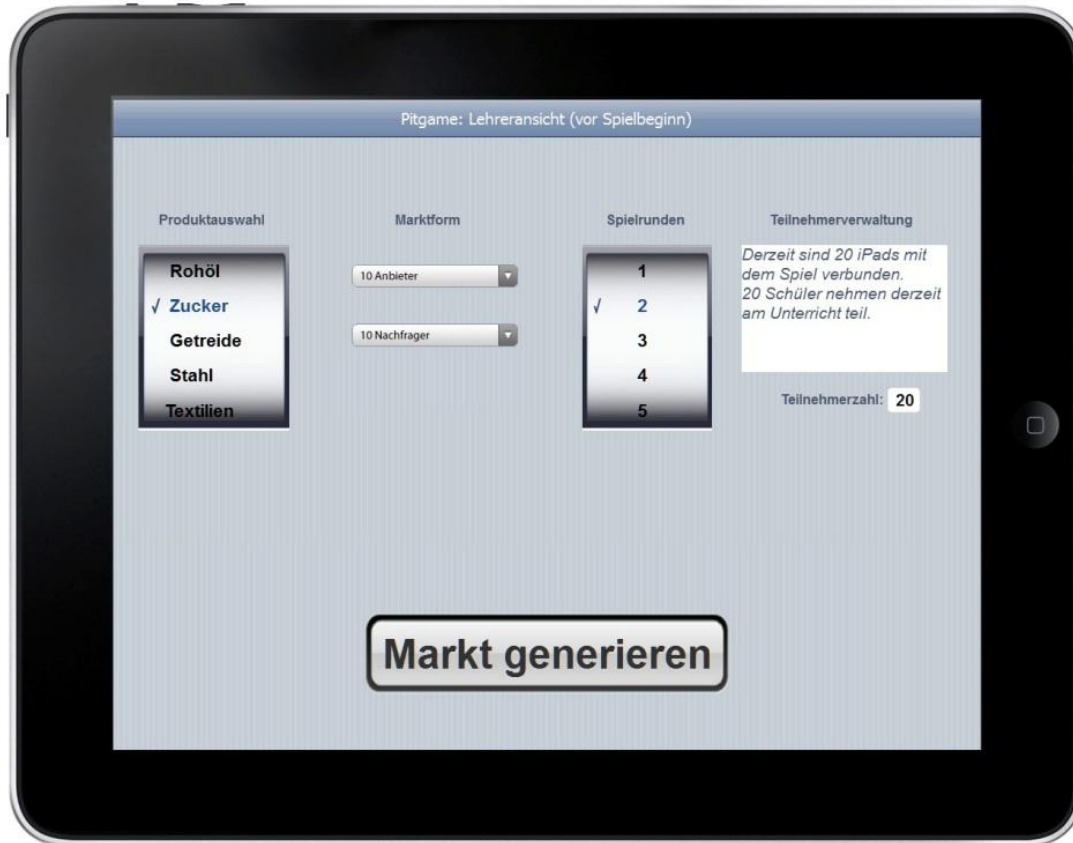 Pitgame: Lehreransicht (vor Spielbeginn)
Produktauswahl
Rohöl
√ Zucker
Getreide
Stahl
Textilien
Marktform
10 Anbieter
10 Nachfrager
Spielrunden
1
√ 2
3
4
5
Teilnehmerverwaltung
Derzeit sind 20 iPads mit
dem Spiel verbunden.
20 Schüler nehmen derzeit
am Unterricht teil.
Teilnehmerzahl: 20
Markt generieren